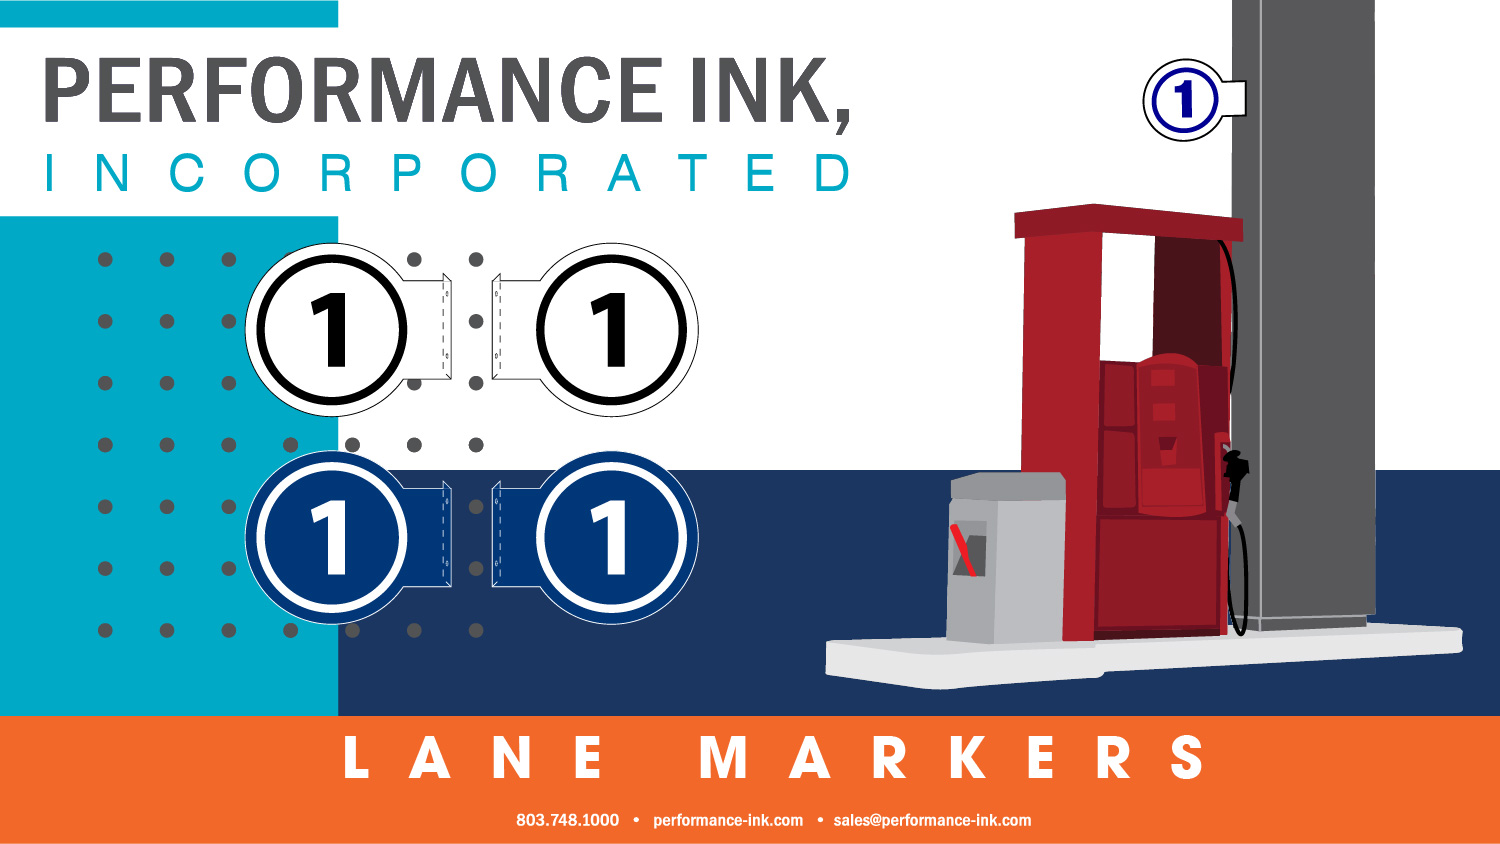 PERFORMANCE INK,
INCORPORATED
1
1 1
1 1
LANE MARKERS
803.748.1000 • performance-ink.com • sales@performance-ink.com